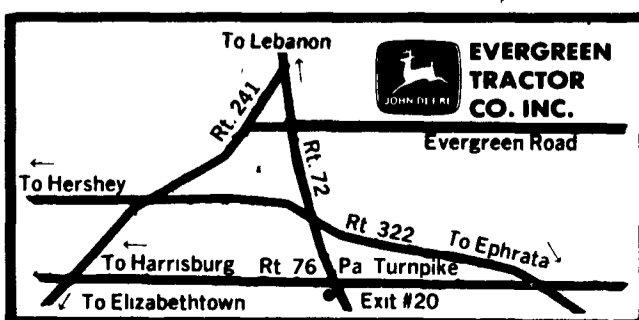 To Lebanon
EVERGREEN
TRACTOR
CO. INC.
JOHN DEERE
Rt. 241
Evergreen Road
Rt. 72
To Hershey
Rt 322
To Ephrata
To Harrisburg Rt 76 Pa Turnpike
To Elizabethtown
Exit #20